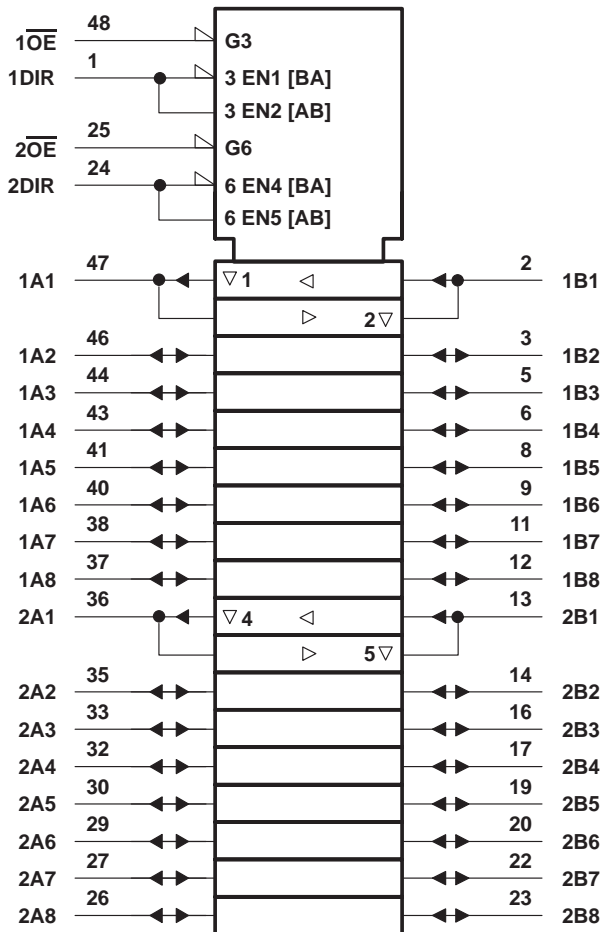 1OE 48 G3
1DIR 1 3 EN1 [BA]
3 EN2 [AB]
2OE 25 G6
2DIR 24 6 EN4 [BA]
6 EN5 [AB]
1A1 47 1 2 1B1
2
1A2 46 3 1B2
1A3 44 5 1B3
1A4 43 6 1B4
1A5 41 8 1B5
1A6 40 9 1B6
1A7 38 11 1B7
1A8 37 12 1B8
2A1 36 4 13 2B1
5
2A2 35 14 2B2
2A3 33 16 2B3
2A4 32 17 2B4
2A5 30 19 2B5
2A6 29 20 2B6
2A7 27 22 2B7
2A8 26 23 2B8